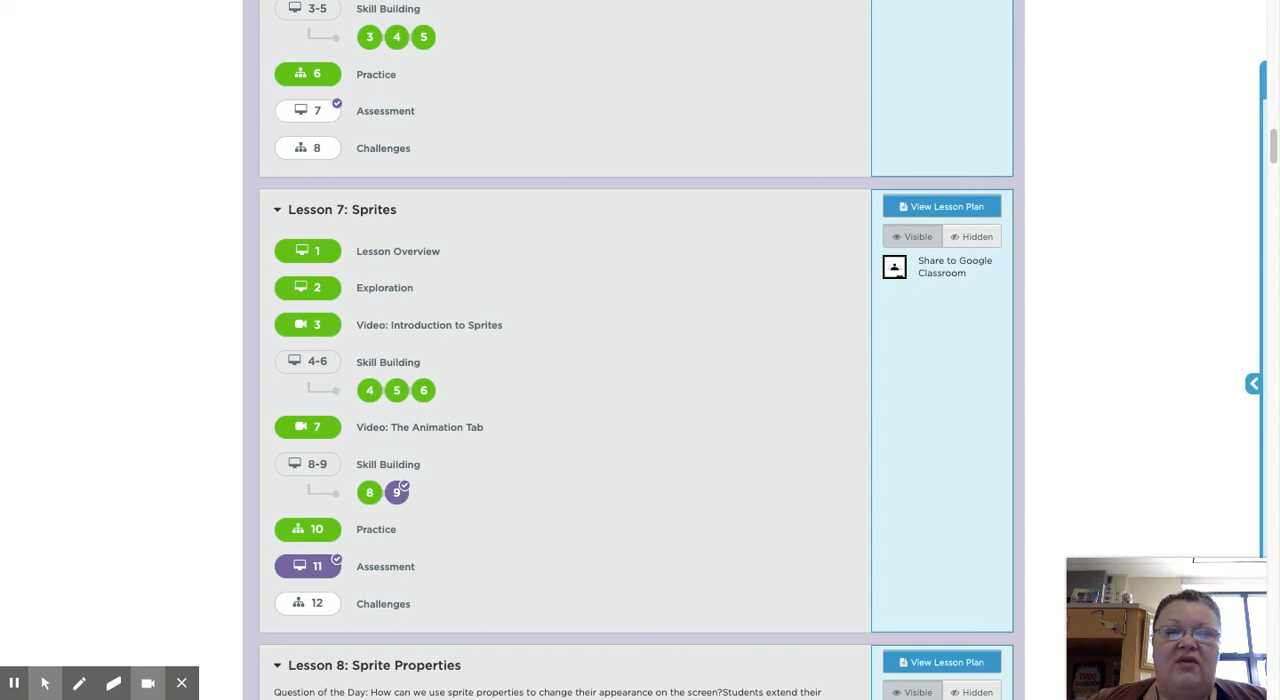 3-5 Skill Building
3 4 5
6 Practice
7 Assessment
8 Challenges
Lesson 7: Sprites
1 Lesson Overview
2 Exploration
3 Video: Introduction to Sprites
4-6 Skill Building
4 5 6
7 Video: The Animation Tab
8-9 Skill Building
8 9
10 Practice
11 Assessment
12 Challenges
View Lesson Plan
Visible Hidden
Share to Google
Classroom
Lesson 8: Sprite Properties
Question of the Day: How can we use sprite properties to change their appearance on the screen?Students extend their
View Lesson Plan
Visible Hidden